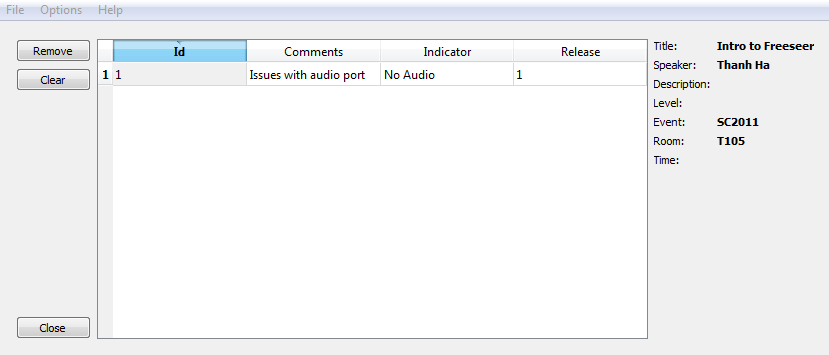 File Options Help
Remove
Clear
Close
Id Comments Indicator Release
1 1 Issues with audio port No Audio 1
Title: Intro to Freeseer
Speaker: Thanh Ha
Description:
Level:
Event: SC2011
Room: T105
Time: